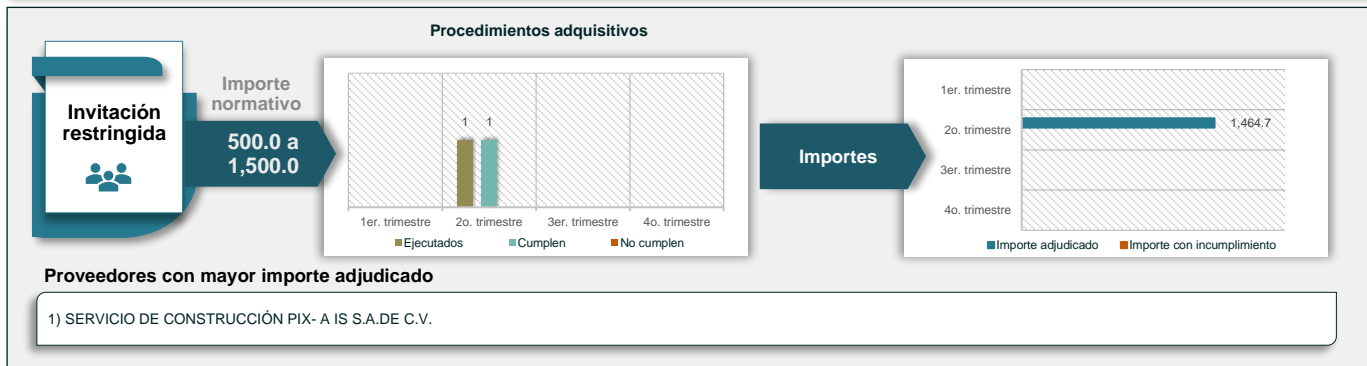 Procedimientos adquisitivos
Invitación
restringida
Importe
normativo
500.0 a
1,500.0
1 1
1er. trimestre 2o. trimestre 3er. trimestre 4o. trimestre
Ejecutados Cumplen No cumplen
Importes
1er. trimestre
2o. trimestre 1,464.7
3er. trimestre
4o. trimestre
Importe adjudicado Importe con incumplimiento
Proveedores con mayor importe adjudicado
1) SERVICIO DE CONSTRUCCIÓN PIX- A IS S.A.DE C.V.